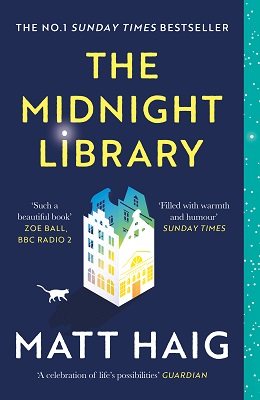 THE NO.1 SUNDAY TIMES BESTSELLER
THE
MIDNIGHT
LIBRARY
‘Such a
beautiful book’
ZOE BALL,
BBC RADIO 2
‘Filled with warmth
and humour’
SUNDAY TIMES
MATT HAIG
‘A celebration of life’s possibilities’ GUARDIAN